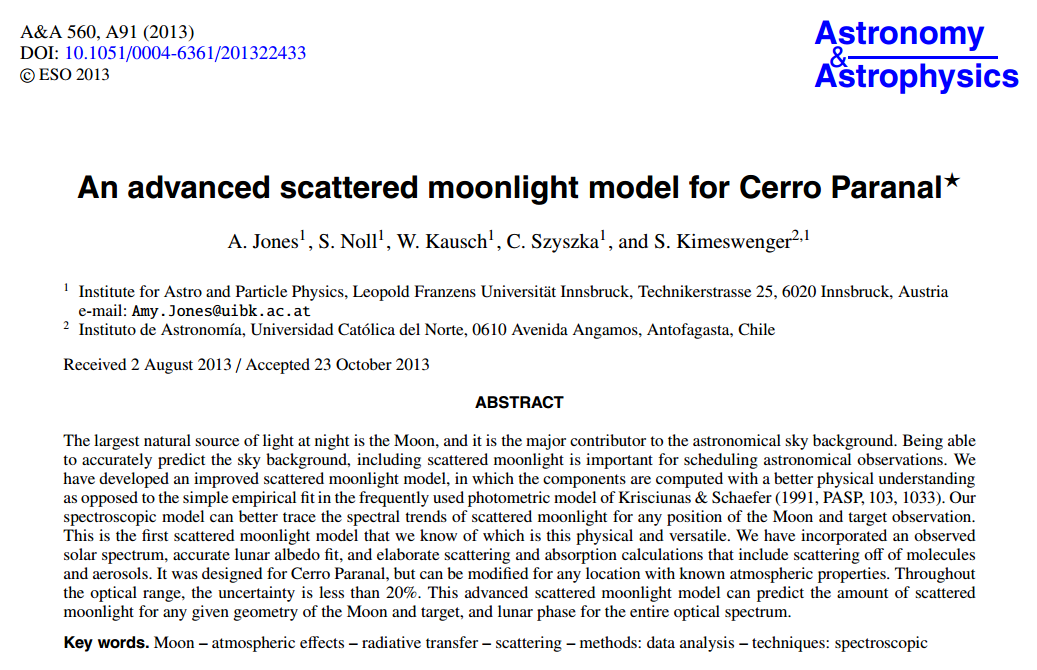 A&A 560, A91 (2013)
DOI: 10.1051/0004-6361/201322433
© ESO 2013
Astronomy
&
Astrophysics
An advanced scattered moonlight model for Cerro Paranal★
A. Jones1, S. Noll1, W. Kausch1, C. Szyszka1, and S. Kimeswenger2,1
1 Institute for Astro and Particle Physics, Leopold Franzens Universität Innsbruck, Technikerstrasse 25, 6020 Innsbruck, Austria
e-mail: Amy.Jones@uibk.ac.at
2 Instituto de Astronomía, Universidad Católica del Norte, 0610 Avenida Angamos, Antofagasta, Chile
Received 2 August 2013 / Accepted 23 October 2013
ABSTRACT
The largest natural source of light at night is the Moon, and it is the major contributor to the astronomical sky background. Being able
to accurately predict the sky background, including scattered moonlight is important for scheduling astronomical observations. We
have developed an improved scattered moonlight model, in which the components are computed with a better physical understanding
as opposed to the simple empirical fit in the frequently used photometric model of Krisciunas & Schaefer (1991, PASP, 103, 1033). Our
spectroscopic model can better trace the spectral trends of scattered moonlight for any position of the Moon and target observation.
This is the first scattered moonlight model that we know of which is this physical and versatile. We have incorporated an observed
solar spectrum, accurate lunar albedo fit, and elaborate scattering and absorption calculations that include scattering off of molecules
and aerosols. It was designed for Cerro Paranal, but can be modified for any location with known atmospheric properties. Throughout
the optical range, the uncertainty is less than 20%. This advanced scattered moonlight model can predict the amount of scattered
moonlight for any given geometry of the Moon and target, and lunar phase for the entire optical spectrum.
Key words. Moon – atmospheric effects – radiative transfer – scattering – methods: data analysis – techniques: spectroscopic